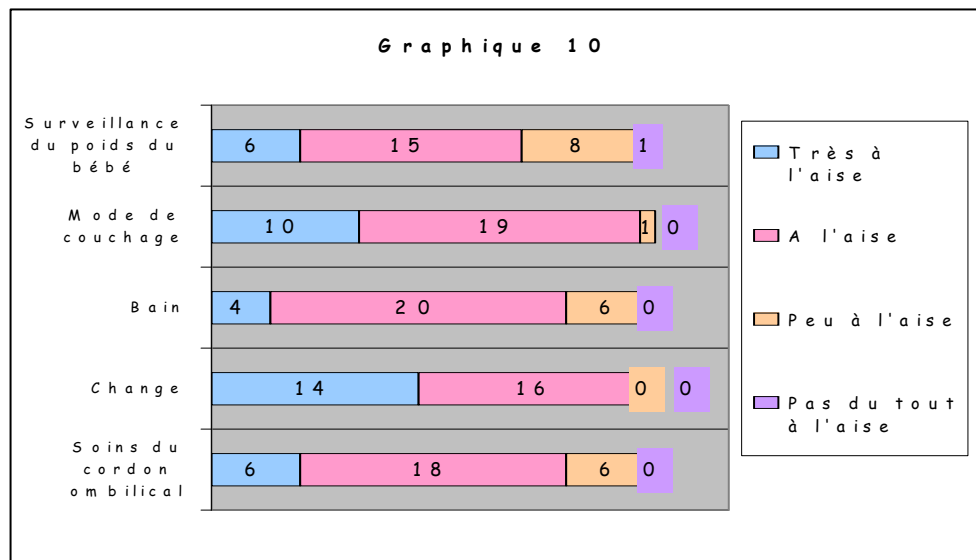 Graphique 10
Surveillance
du poids du
bébé
6 15 8 1
Mode de
couchage
10 19 1 0
Bain
4 20 6 0
Change
14 16 0 0
Soins du
cordon
ombilical
6 18 6 0
Très à
l'aise
A l'aise
Peu à l'aise
Pas du tout
à l'aise